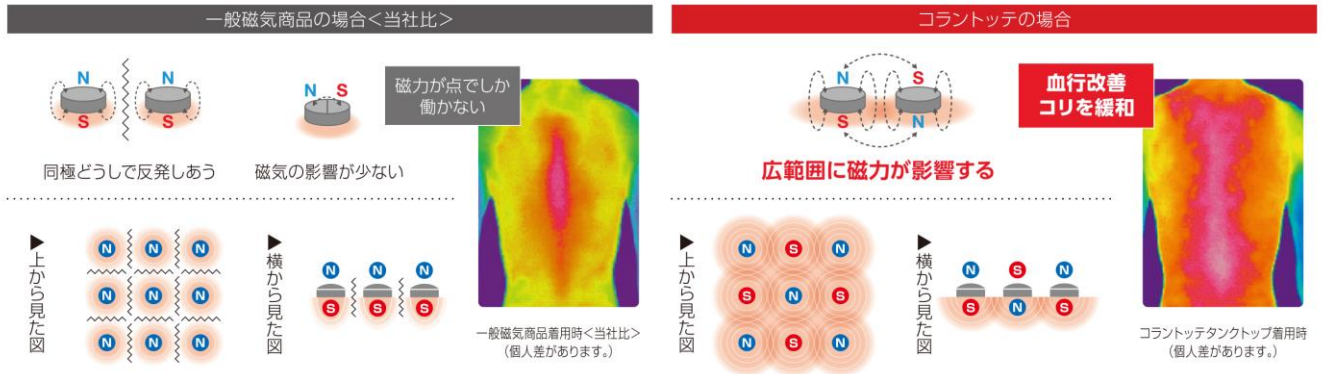 一般磁気商品の場合<当社比>
N
N
S
S
同極どうしで反発しあう
N S
磁気の影響が少ない
磁力が点でしか
働かない
▶上から見た図
N N N
N N N
N N N
▶横から見た図
N N N
S S S
一般磁気商品着用時<当社比>
(個人差があります。)
コラントッテの場合
N S
S N
広範囲に磁力が影響する
血行改善
コリを緩和
▶上から見た図
N S N
S N S
N S N
▶横から見た図
N S N
S N S
コラントッテタンクトップ着用時
(個人差があります。)